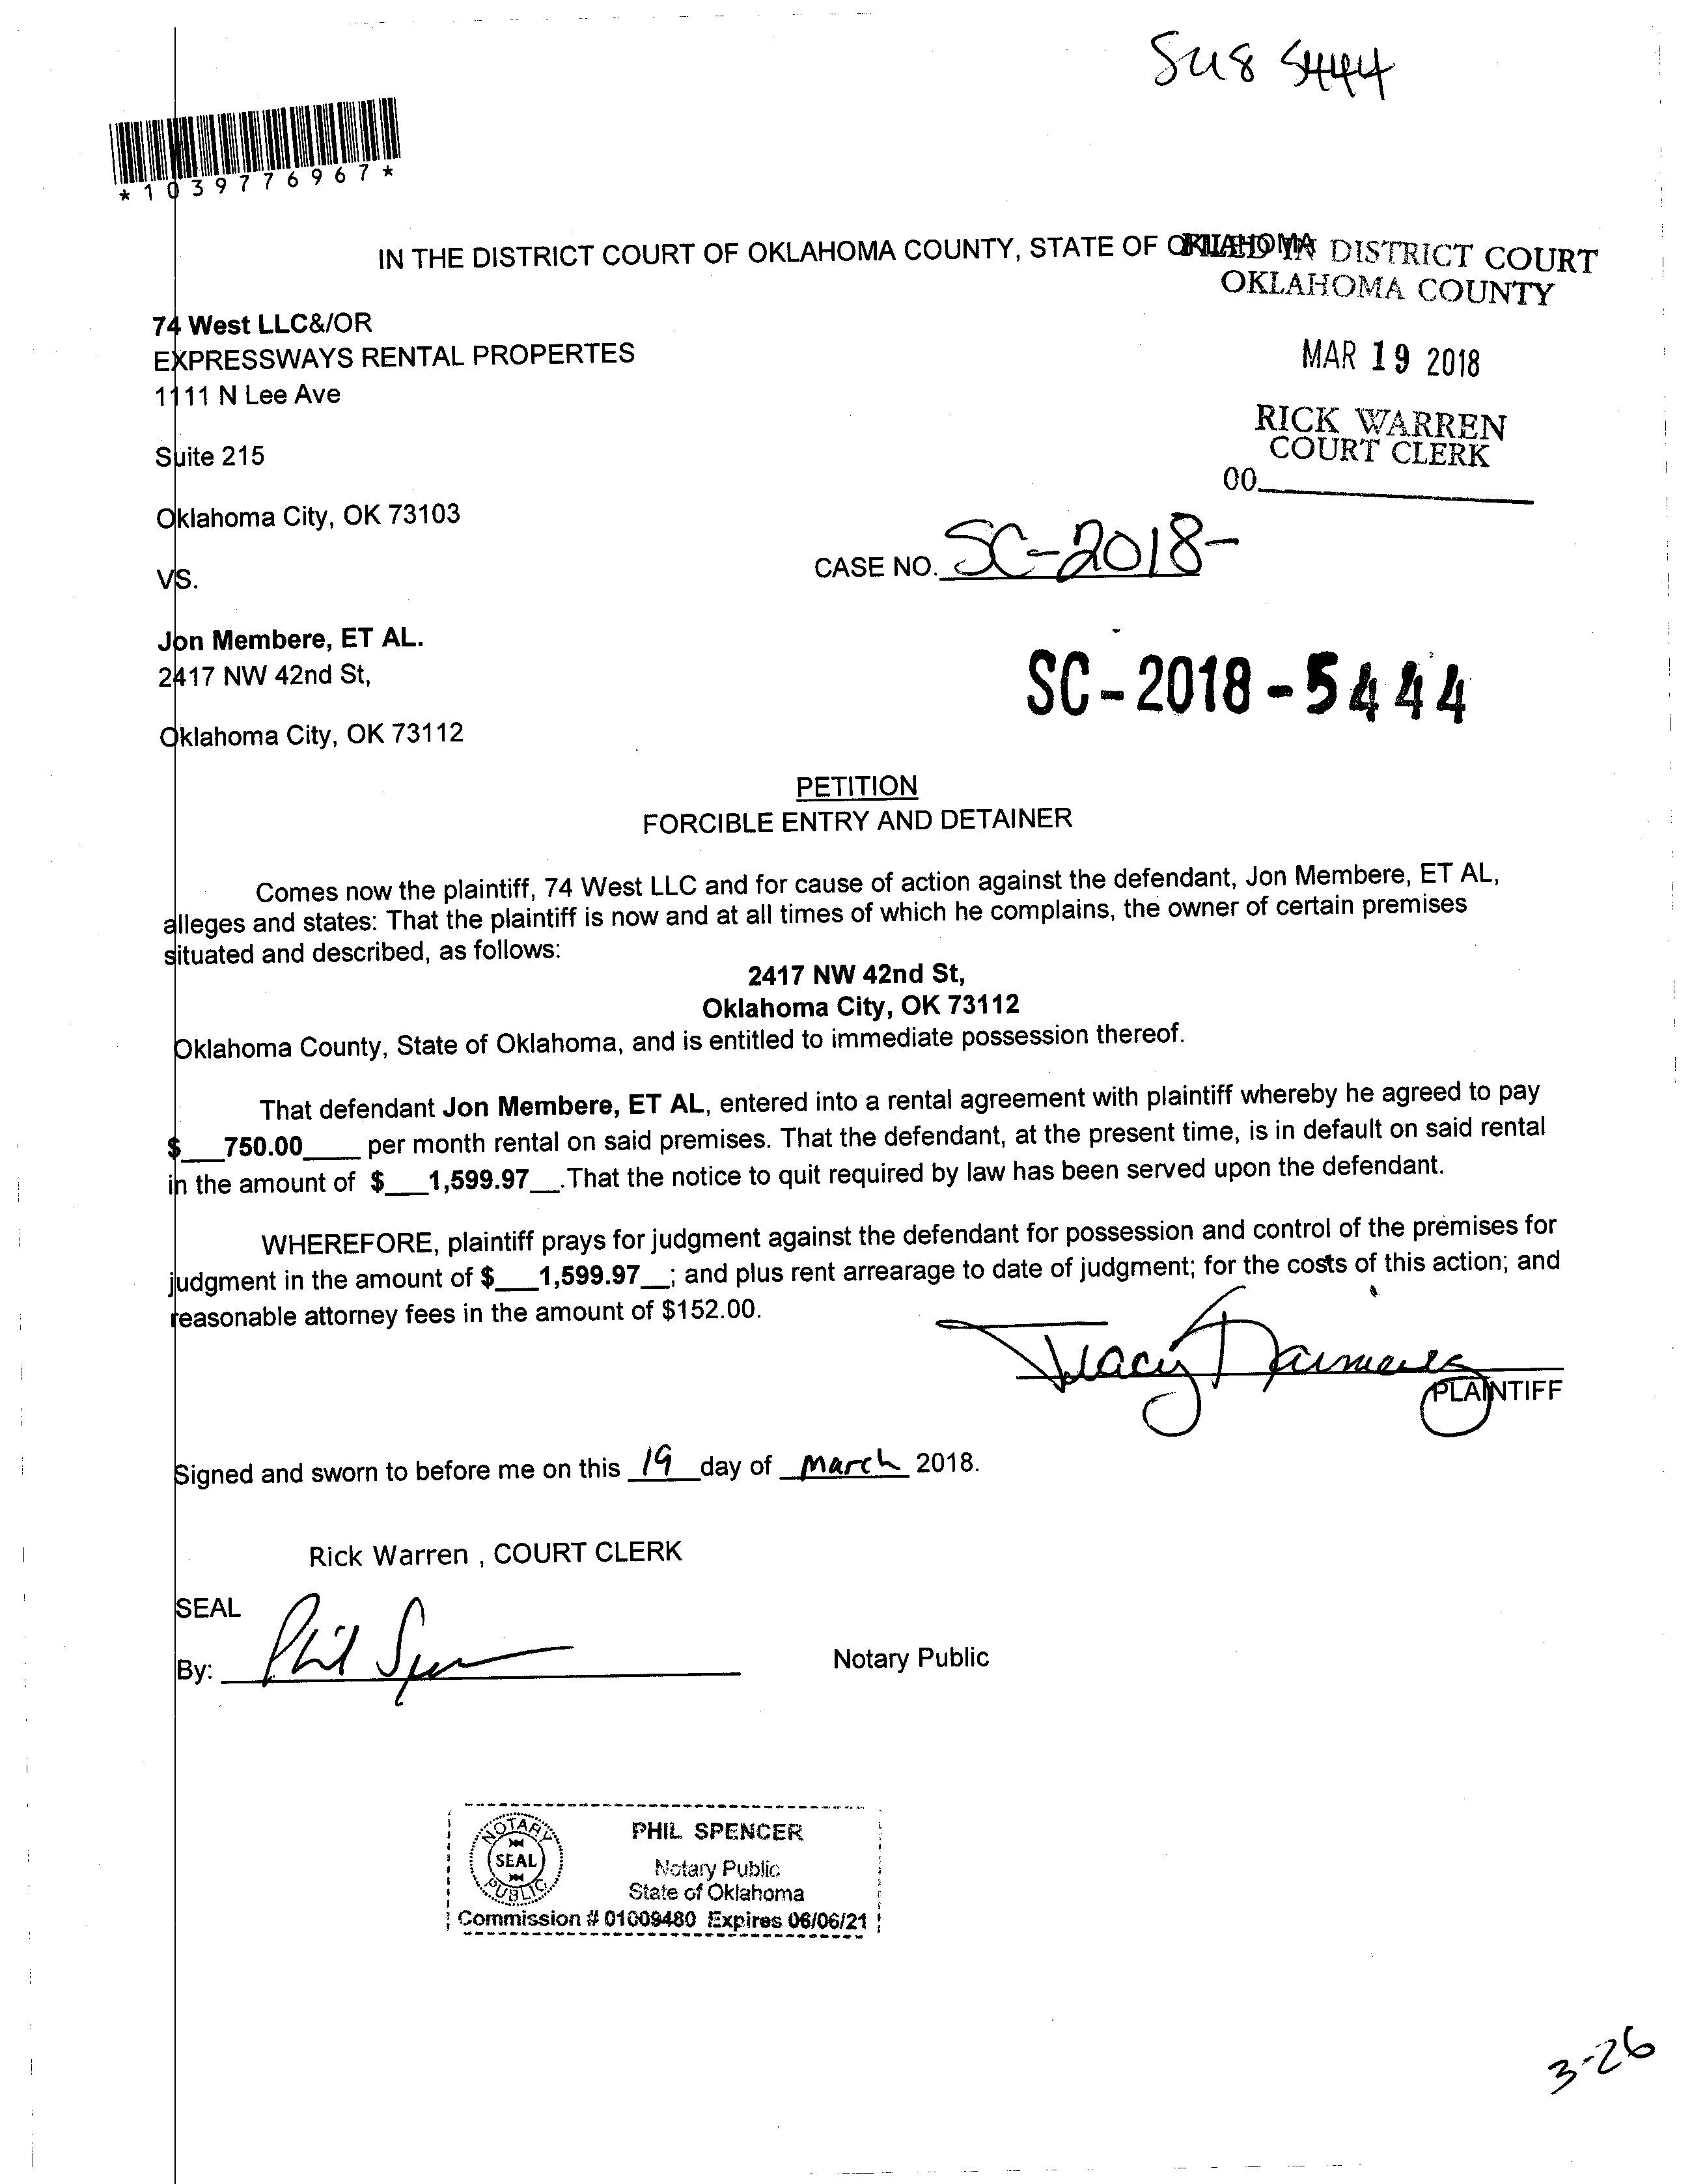 SC18 5444
*1039776967*
IN THE DISTRICT COURT OF OKLAHOMA COUNTY, STATE OF OKLAHOMA
FILED IN DISTRICT COURT
OKLAHOMA COUNTY
74 West LLC&/OR
EXPRESSWAYS RENTAL PROPERTES
MAR 19 2018
1111 N Lee Ave
RICK WARREN
COURT CLERK
Suite 215
00
Oklahoma City, OK 73103
CASE NO. SC-2018-
VS.
Jon Membere, ET AL.
2417 NW 42nd St,
SC-2018-5444
Oklahoma City, OK 73112
PETITION
FORCIBLE ENTRY AND DETAINER
Comes now the plaintiff, 74 West LLC and for cause of action against the defendant, Jon Membere, ET AL,
alleges and states: That the plaintiff is now and at all times of which he complains, the owner of certain premises
situated and described, as follows:
2417 NW 42nd St,
Oklahoma City, OK 73112
Oklahoma County, State of Oklahoma, and is entitled to immediate possession thereof.
That defendant Jon Membere, ET AL, entered into a rental agreement with plaintiff whereby he agreed to pay
$___750.00____ per month rental on said premises. That the defendant, at the present time, is in default on said rental
in the amount of $___1,599.97__.That the notice to quit required by law has been served upon the defendant.
WHEREFORE, plaintiff prays for judgment against the defendant for possession and control of the premises for
judgment in the amount of $___1,599.97__; and plus rent arrearage to date of judgment; for the costs of this action; and
reasonable attorney fees in the amount of $152.00.
Tracy
PLAINTIFF
Signed and sworn to before me on this 19 day of March 2018.
Rick Warren , COURT CLERK
SEAL
By: Phil Spencer
Notary Public
NOTARY PUBLIC
SEAL
PHIL SPENCER
Notary Public
State of Oklahoma
Commission # 01009480 Expires 06/06/21
3-26